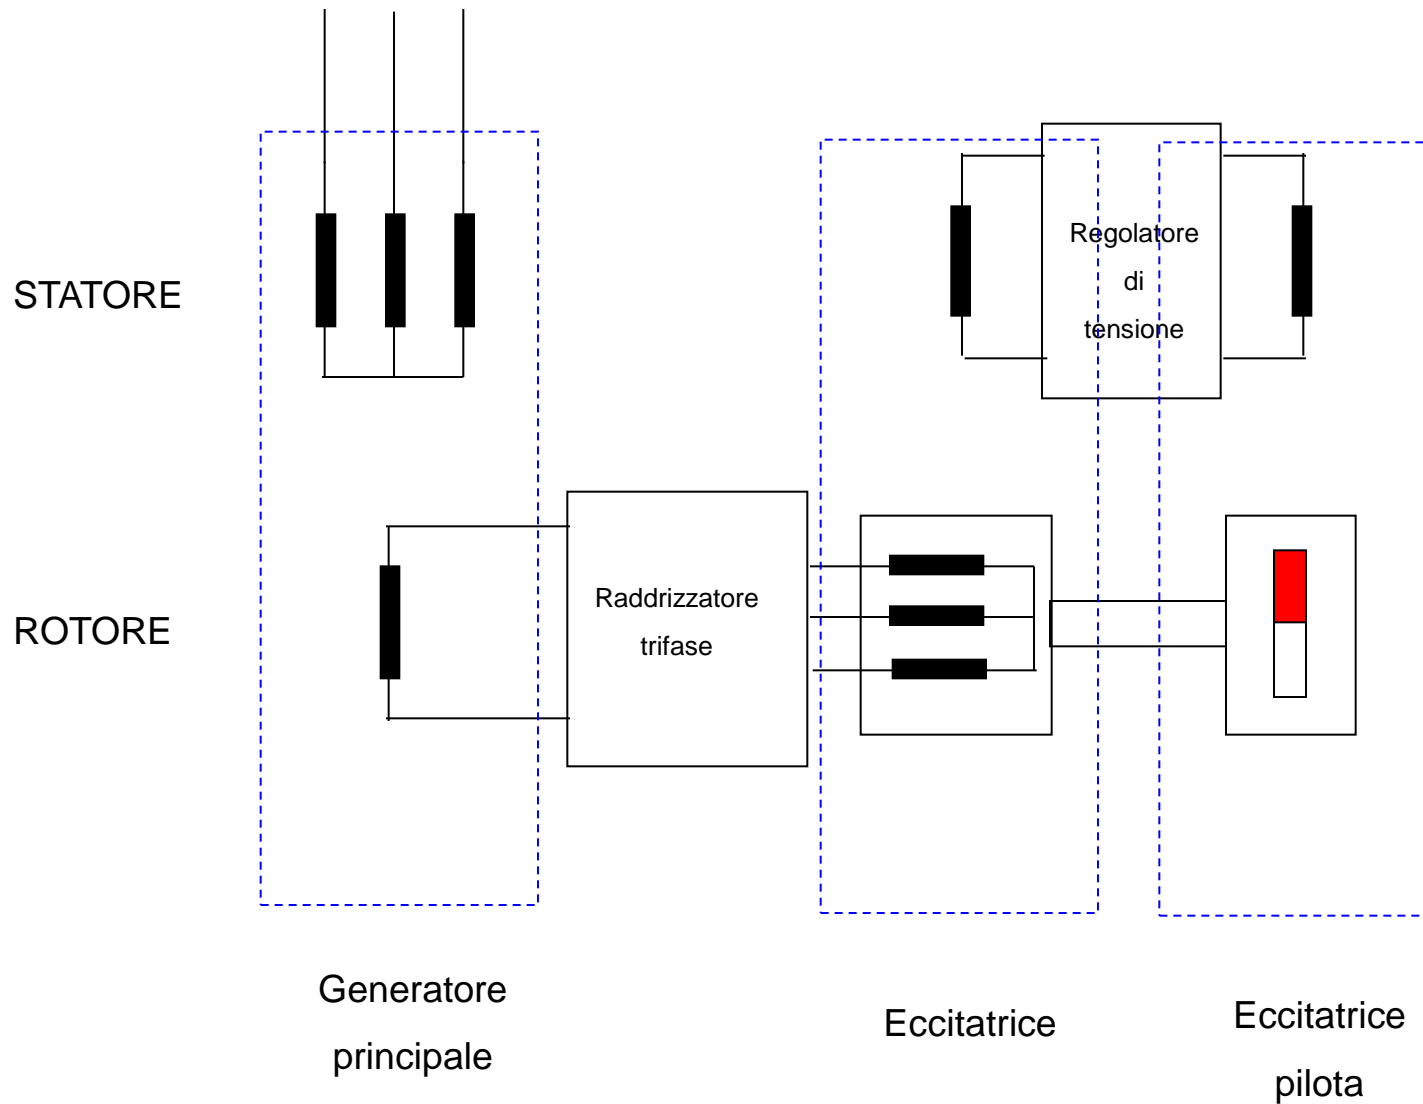 STATORE
Regolatore
di
tensione
ROTORE
Raddrizzatore
trifase
Generatore
principale
Eccitatrice
Eccitatrice
pilota